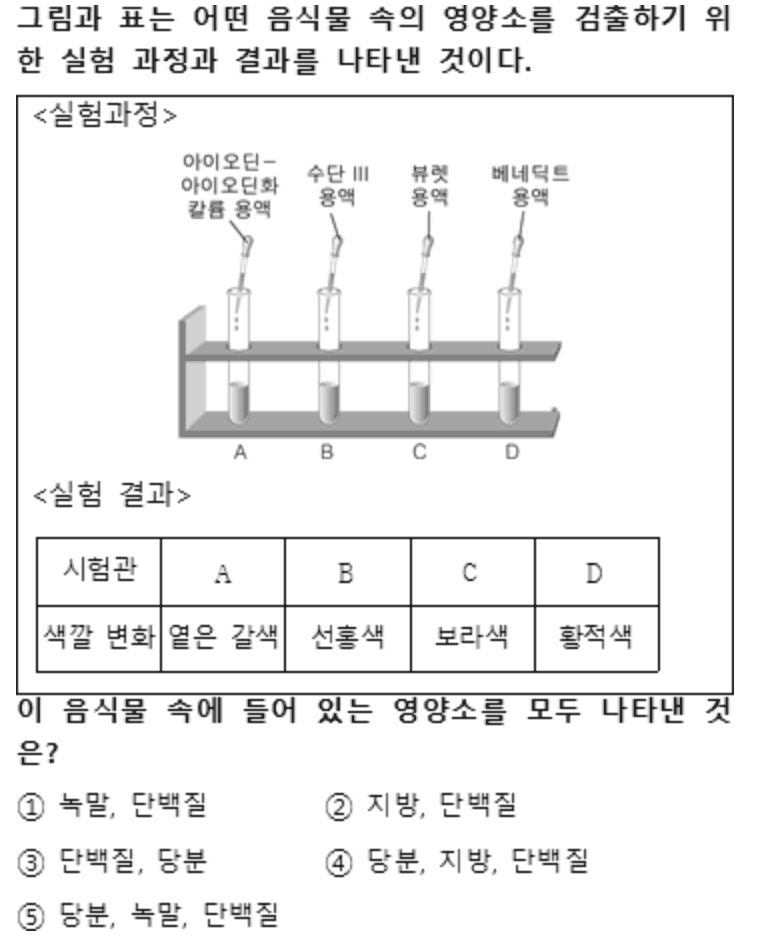 그림과 표는 어떤 음식물 속의 영양소를 검출하기 위
한 실험 과정과 결과를 나타낸 것이다.
<실험과정>
아이오딘-
아이오딘화
칼륨 용액
수단 III
용액
뷰렛
용액
베네딕트
용액
A B C D
<실험 결과>
시험관 A B C D
색깔 변화 옅은 갈색 선홍색 보라색 황적색
이 음식물 속에 들어 있는 영양소를 모두 나타낸 것
은?
① 녹말, 단백질 ② 지방, 단백질
③ 단백질, 당분 ④ 당분, 지방, 단백질
⑤ 당분, 녹말, 단백질